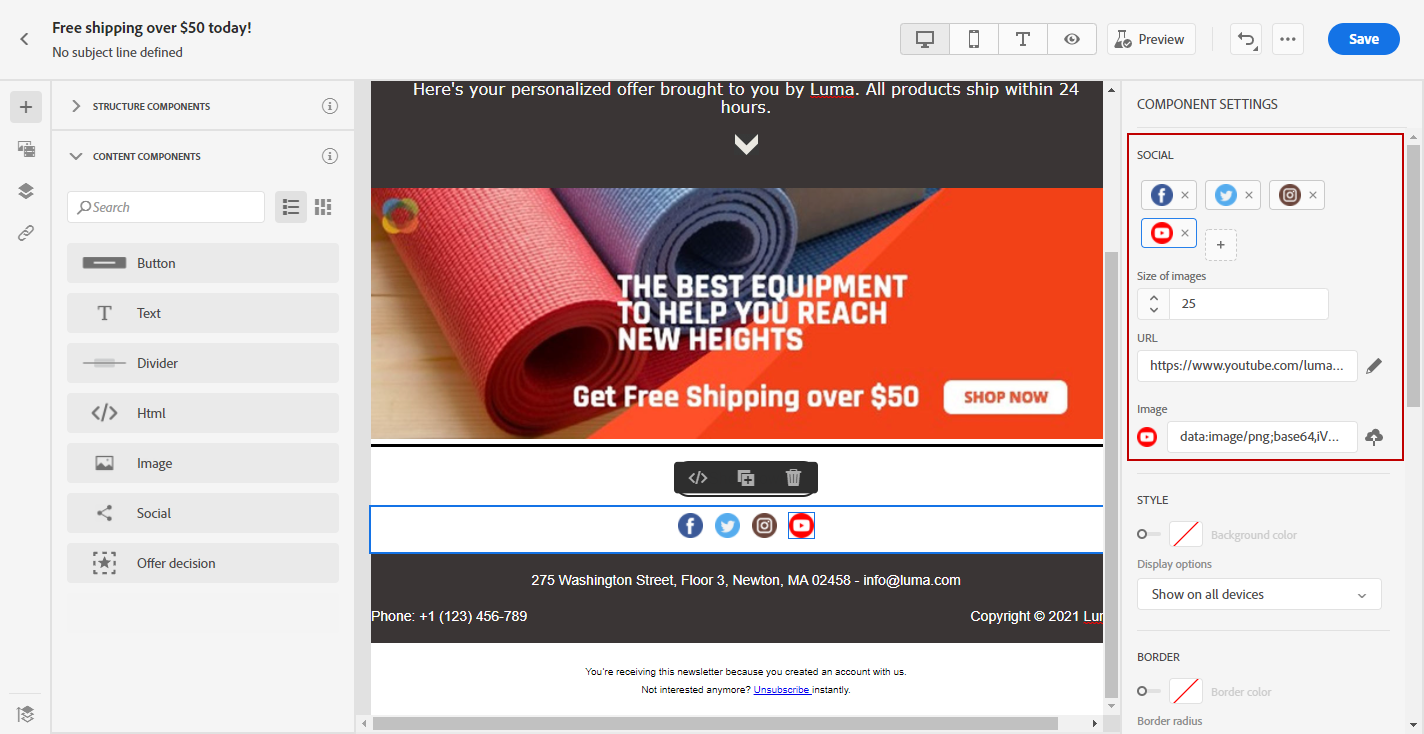 Free shipping over $50 today!
No subject line defined
Preview
Save
STRUCTURE COMPONENTS
CONTENT COMPONENTS
Search
Button
Text
Divider
Html
Image
Social
Offer decision
Here's your personalized offer brought to you by Luma. All products ship within 24
hours.
THE BEST EQUIPMENT
TO HELP YOU REACH
NEW HEIGHTS
Get Free Shipping over $50
SHOP NOW
275 Washington Street, Floor 3, Newton, MA 02458 - info@luma.com
Phone: +1 (123) 456-789
Copyright © 2021 Lur
You're receiving this newsletter because you created an account with us.
Not interested anymore? Unsubscribe instantly.
COMPONENT SETTINGS
SOCIAL
Size of images
25
URL
https://www.youtube.com/luma...
Image
data:image/png;base64,iV...
STYLE
Background color
Display options
Show on all devices
BORDER
Border color
Border radius